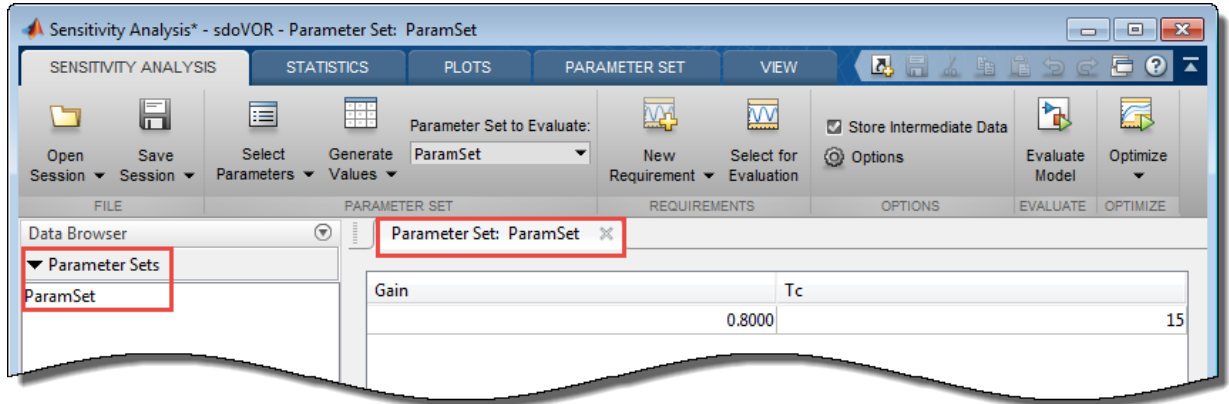 Sensitivity Analysis* - sdoVOR - Parameter Set: ParamSet
SENSITIVITY ANALYSIS STATISTICS PLOTS PARAMETER SET VIEW
Open Session Save Session Select Parameters Generate Values Parameter Set to Evaluate: ParamSet New Requirement Select for Evaluation Store Intermediate Data Options Evaluate Model Optimize
FILE PARAMETER SET REQUIREMENTS OPTIONS EVALUATE OPTIMIZE
Data Browser
Parameter Sets
ParamSet
Parameter Set: ParamSet
Gain Tc
0.8000 15